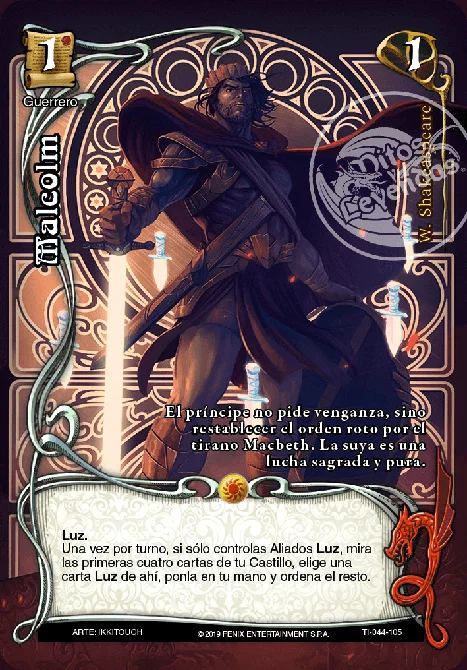 1
1
Guerrero
Malcolm
W. Shakespeare
Mitos
y
Leyendas
El príncipe no pide venganza, sino
restablecer el orden roto por el
tirano Macbeth. La suya es una
lucha sagrada y pura.
Luz.
Una vez por turno, si sólo controlas Aliados Luz, mira
las primeras cuatro cartas de tu Castillo, elige una
carta Luz de ahí, ponla en tu mano y ordena el resto.
ARTE: IKKITOUCH
© 2019 FENIX ENTERTAINMENT S.P.A.
TI-044-105